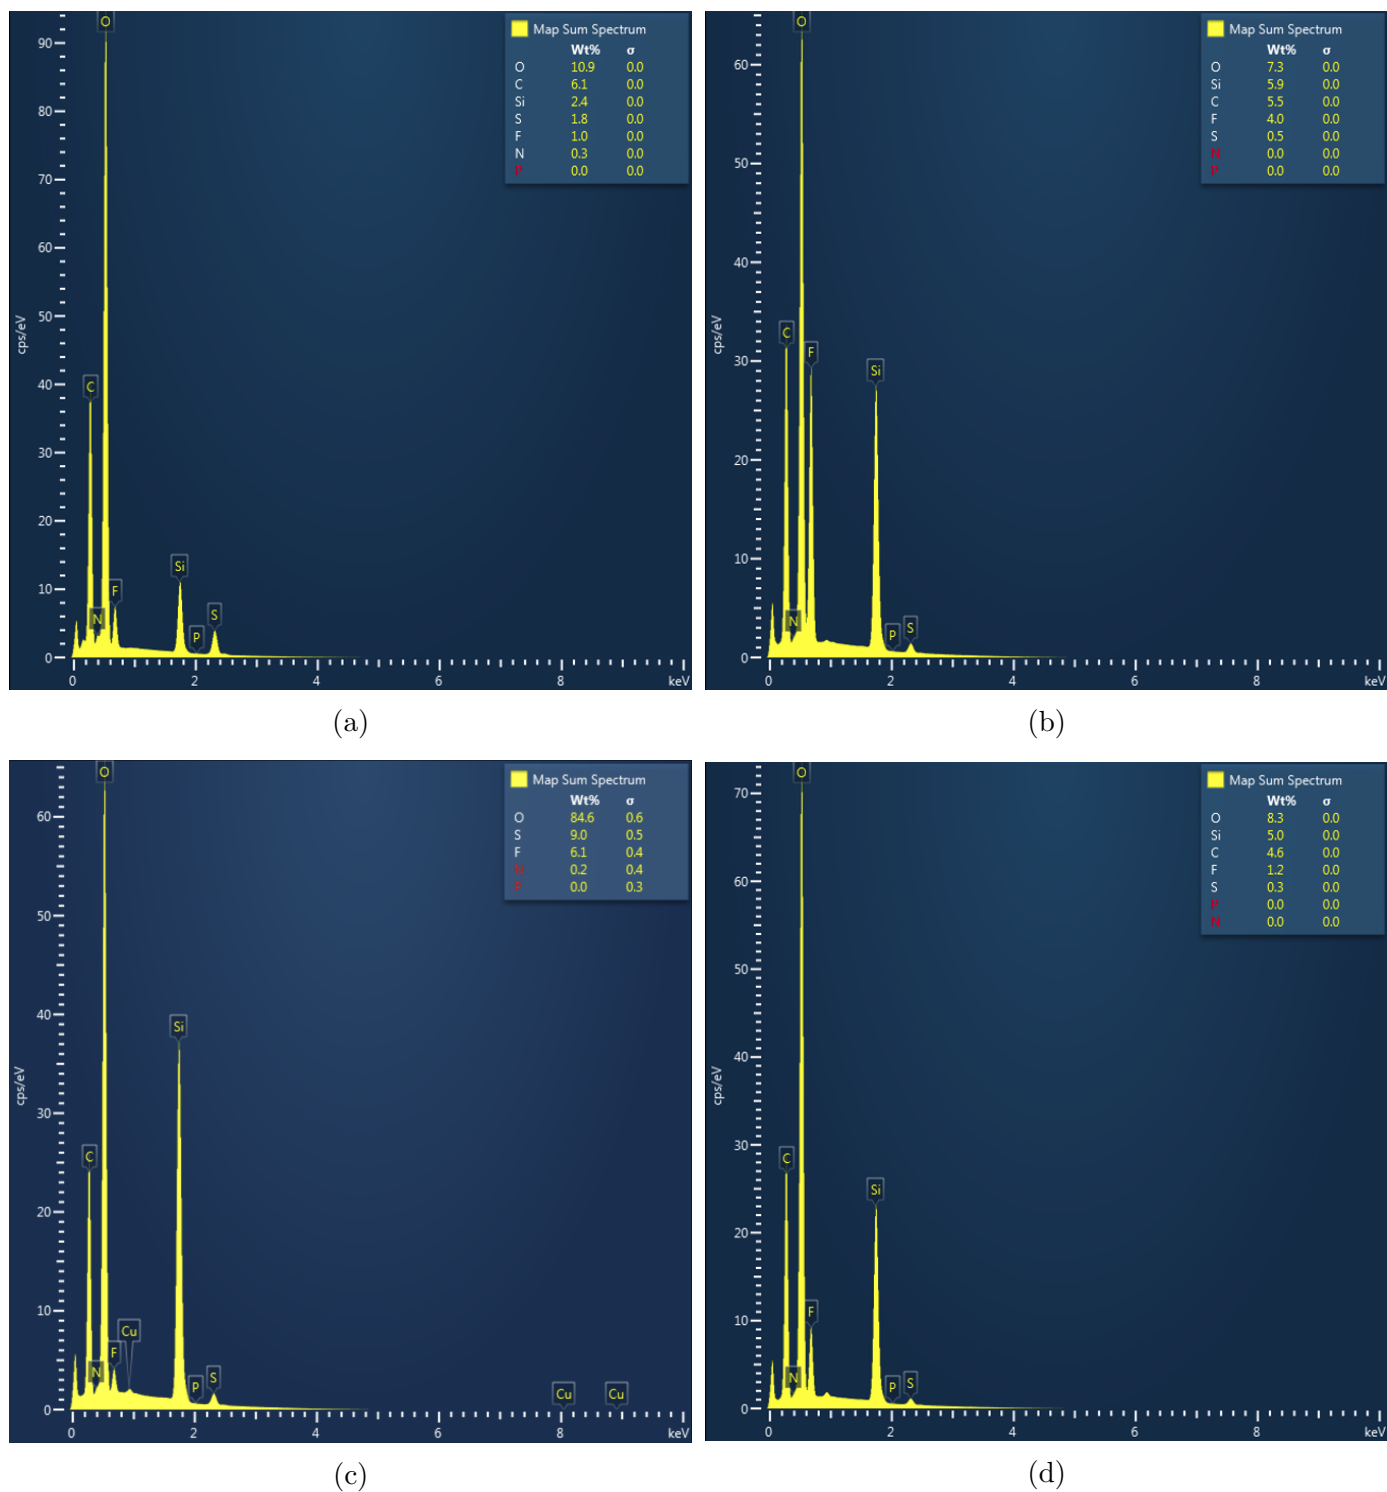 Map Sum Spectrum
Wt% σ
O 10.9 0.0
C 6.1 0.0
Si 2.4 0.0
S 1.8 0.0
F 1.0 0.0
N 0.3 0.0
P 0.0 0.0
cps/eV
90
80
70
60
50
40
30
20
10
0
O
C
N
F
Si
P
S
0 2 4 6 8 keV
(a)
Map Sum Spectrum
Wt% σ
O 7.3 0.0
Si 5.9 0.0
C 5.5 0.0
F 4.0 0.0
S 0.5 0.0
N 0.0 0.0
P 0.0 0.0
cps/eV
60
50
40
30
20
10
0
O
C
N
F
Si
P
S
0 2 4 6 8 keV
(b)
Map Sum Spectrum
Wt% σ
O 84.6 0.6
S 9.0 0.5
F 6.1 0.4
N 0.2 0.4
P 0.0 0.3
cps/eV
60
50
40
30
20
10
0
O
C
N
F
Cu
Si
P
S
Cu
Cu
0 2 4 6 8 keV
(c)
Map Sum Spectrum
Wt% σ
O 8.3 0.0
Si 5.0 0.0
C 4.6 0.0
F 1.2 0.0
S 0.3 0.0
P 0.0 0.0
N 0.0 0.0
cps/eV
70
60
50
40
30
20
10
0
O
C
N
F
Si
P
S
0 2 4 6 8 keV
(d)